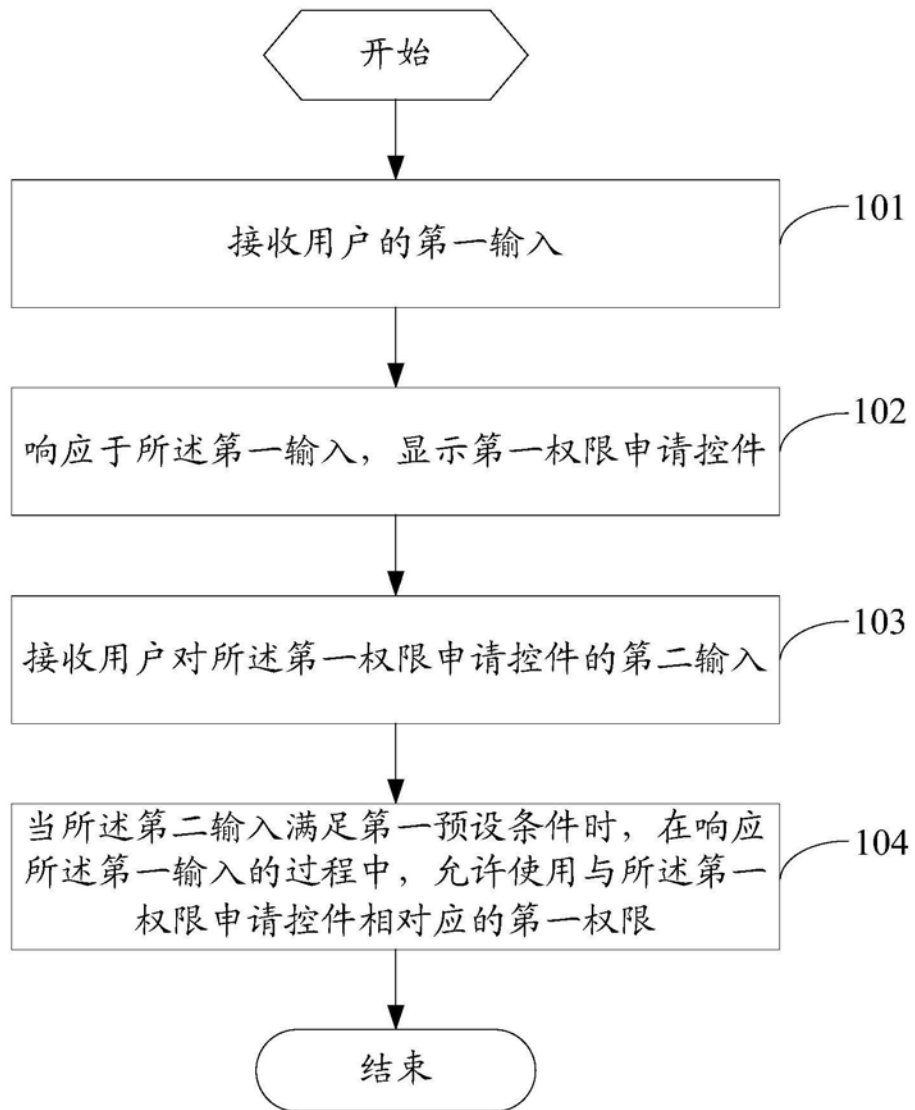 开始
接收用户的第一输入
101
响应于所述第一输入，显示第一权限申请控件
102
接收用户对所述第一权限申请控件的第二输入
103
当所述第二输入满足第一预设条件时，在响应
所述第一输入的过程中，允许使用与所述第一
权限申请控件相对应的第一权限
104
结束